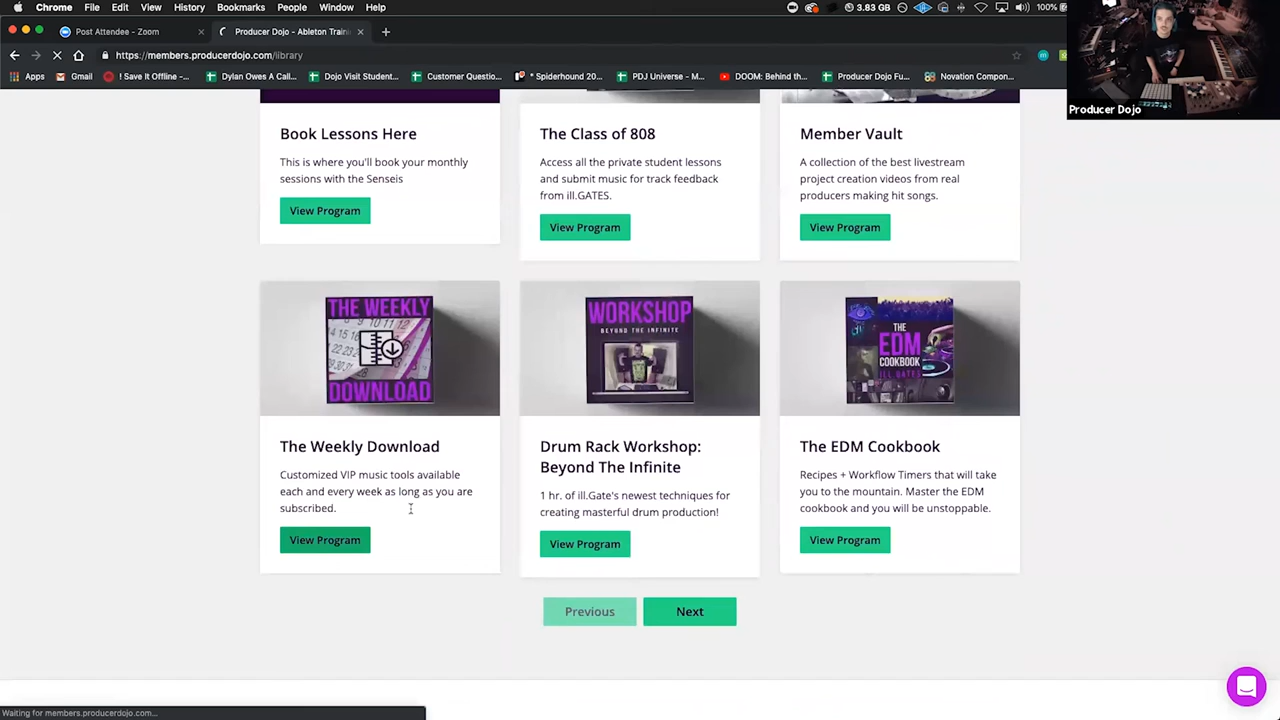 Chrome File Edit View History Bookmarks People Window Help 3.83 GB 100%
Post Attendee - Zoom Producer Dojo - Ableton Traini
https://members.producerdojo.com/library
Apps Gmail ! Save It Offline -... Dylan Owes A Call... Dojo Visit Student... Customer Questio... * Spiderhound 20... PDJ Universe - M... DOOM: Behind th... Producer Dojo Fu... Novation Compon...
Producer Dojo
Book Lessons Here
This is where you'll book your monthly
sessions with the Senseis
View Program
The Class of 808
Access all the private student lessons
and submit music for track feedback
from ill.GATES.
View Program
Member Vault
A collection of the best livestream
project creation videos from real
producers making hit songs.
View Program
THE WEEKLY
DOWNLOAD
The Weekly Download
Customized VIP music tools available
each and every week as long as you are
subscribed.
View Program
WORKSHOP
BEYOND THE INFINITE
Drum Rack Workshop:
Beyond The Infinite
1 hr. of ill.Gate's newest techniques for
creating masterful drum production!
View Program
THE
EDM
COOKBOOK
ILL GATES
The EDM Cookbook
Recipes + Workflow Timers that will take
you to the mountain. Master the EDM
cookbook and you will be unstoppable.
View Program
Previous Next
Waiting for members.producerdojo.com...